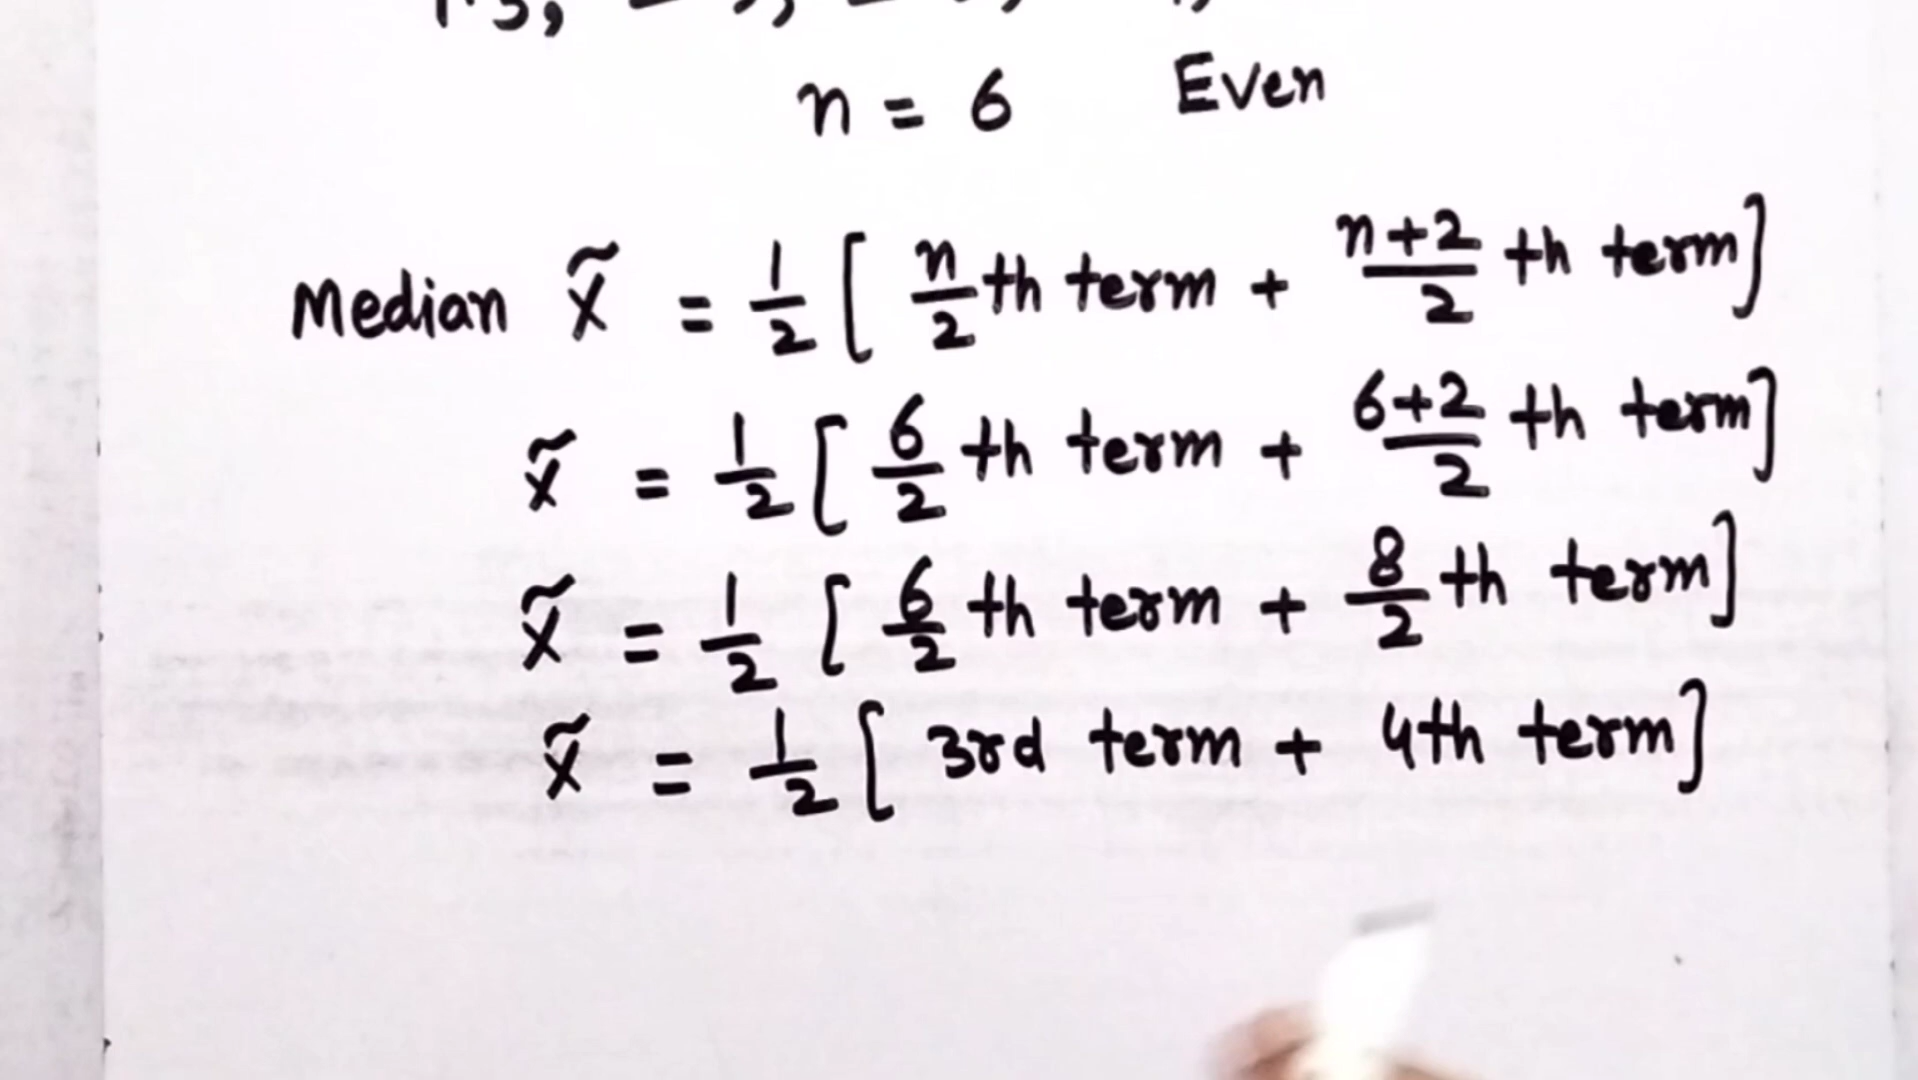 n = 6 Even
Median x̃ = 1/2 [ n/2 th term + n+2/2 th term]
x̃ = 1/2 [ 6/2 th term + 6+2/2 th term]
x̃ = 1/2 [ 6/2 th term + 8/2 th term]
x̃ = 1/2 [ 3rd term + 4th term]